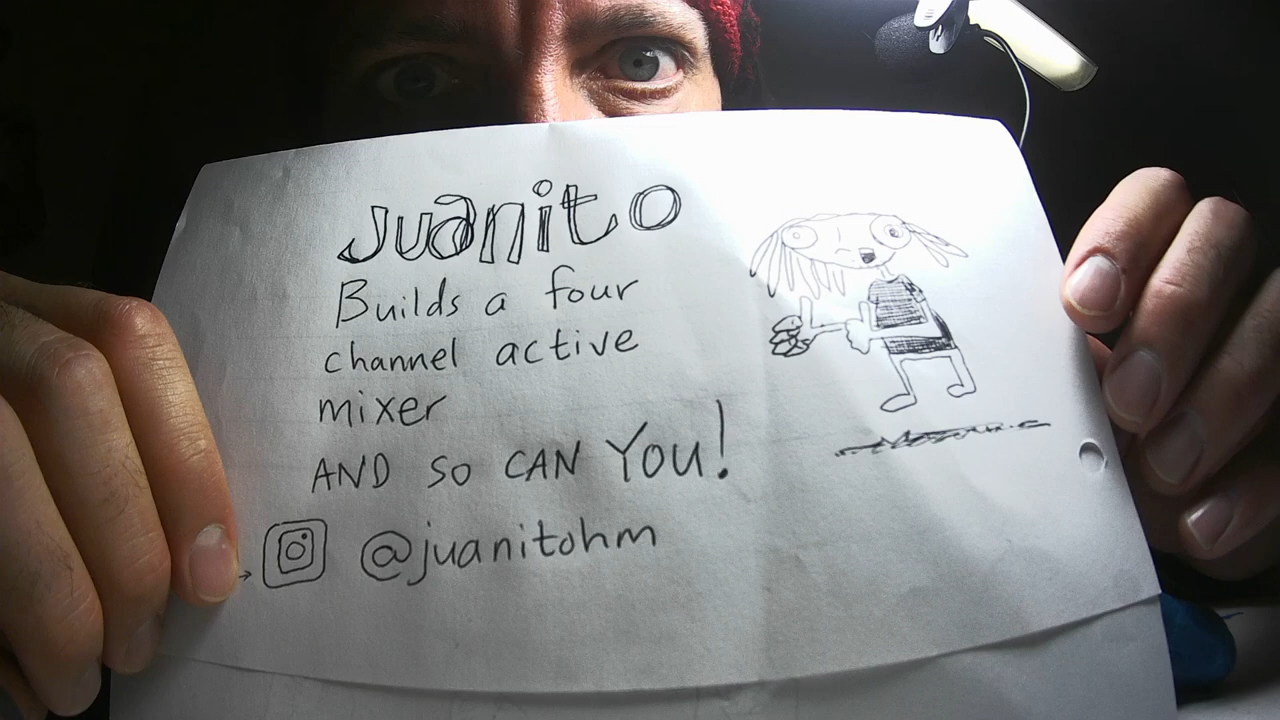 Juanito
Builds a four
channel active
mixer
AND SO CAN YOU!
@juanitohm